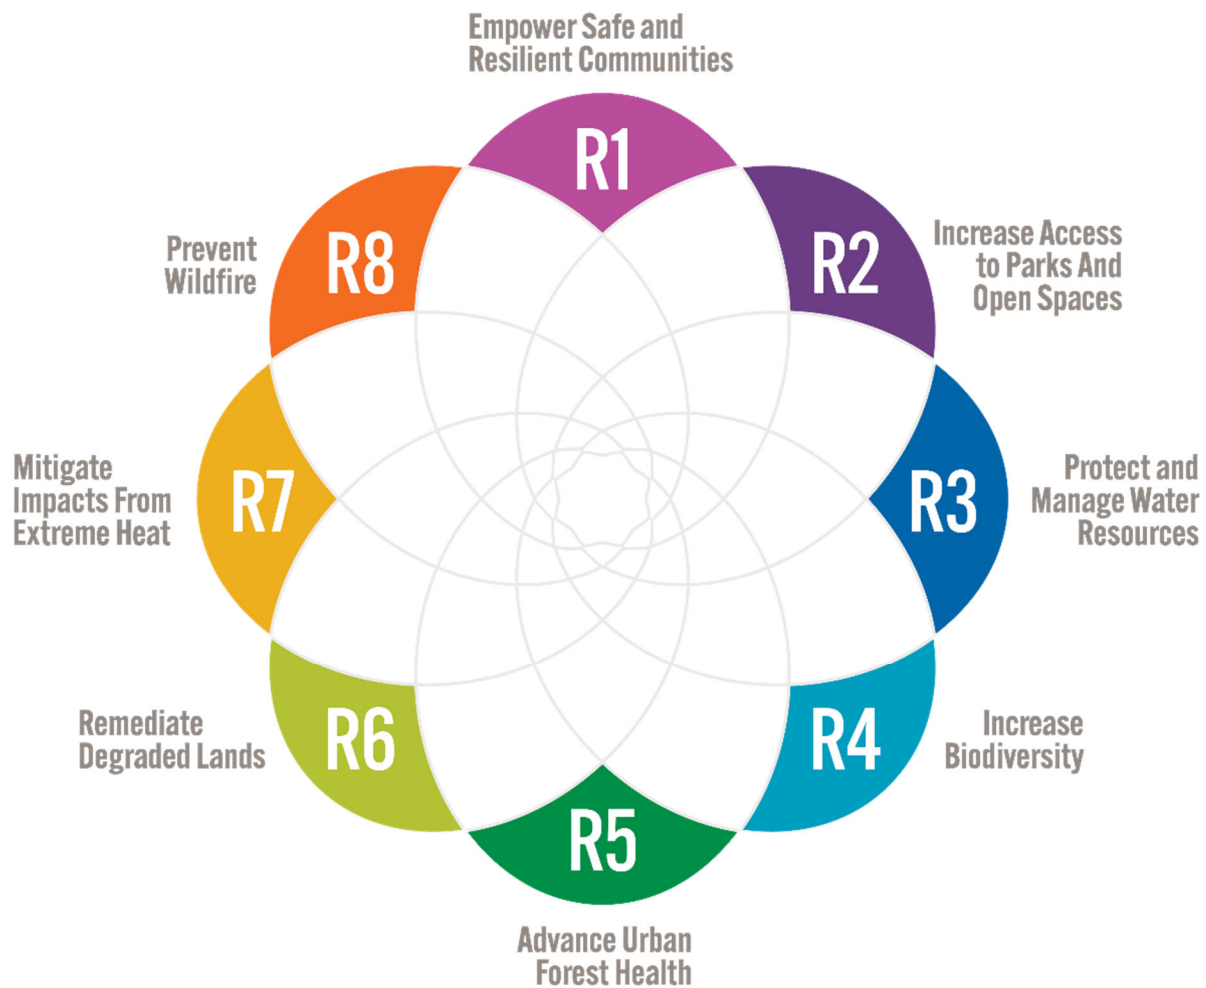 Empower Safe and
Resilient Communities
R1
R2
Increase Access
to Parks And
Open Spaces
R3
Protect and
Manage Water
Resources
R4
Increase
Biodiversity
R5
Advance Urban
Forest Health
R6
Remediate
Degraded Lands
R7
Mitigate
Impacts From
Extreme Heat
R8
Prevent
Wildfire